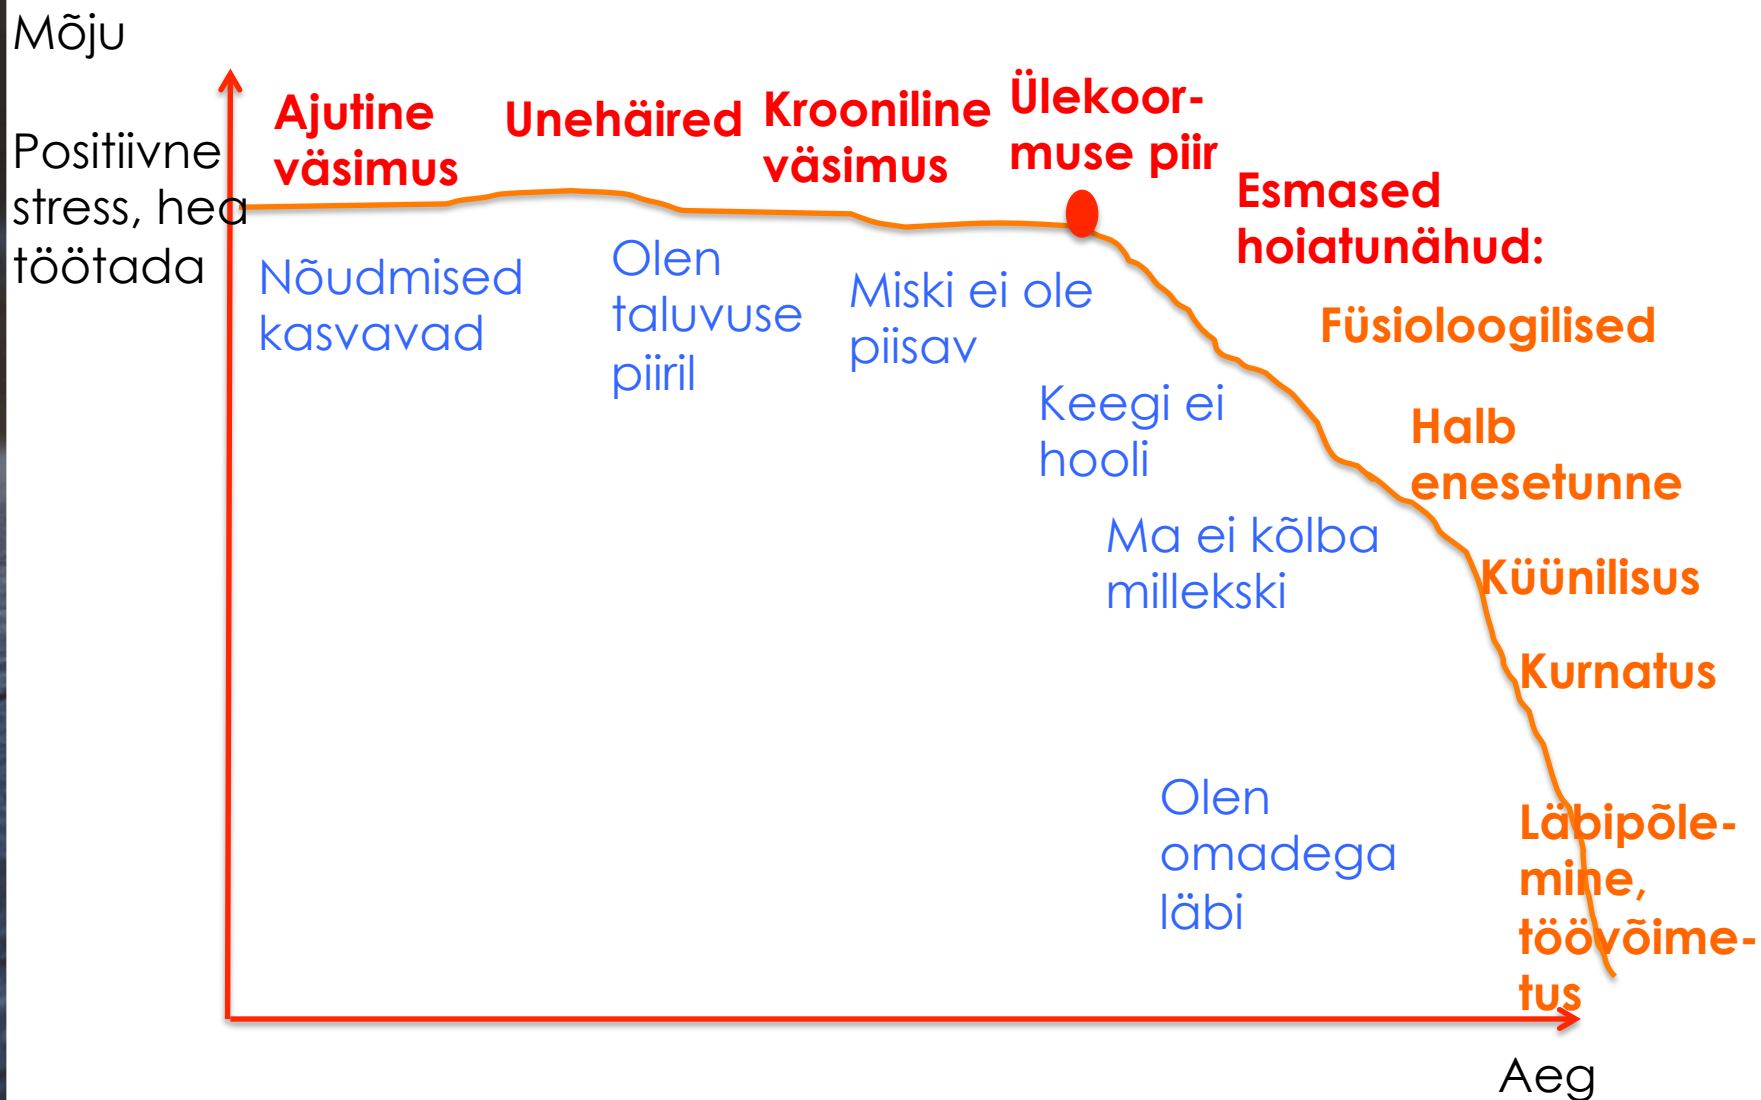 Mõju
Positiivne
stress, hea
töötada
Ajutine
väsimus
Unehäired
Krooniline
väsimus
Ülekoor-
muse piir
Esmased
hoiatunähud:
Nõudmised
kasvavad
Olen
taluvuse
piiril
Miski ei ole
piisav
Füsioloogilised
Keegi ei
hooli
Halb
enesetunne
Ma ei kõlba
millekski
Küünilisus
Kurnatus
Olen
omadega
läbi
Läbipõle-
mine,
töövõime-
tus
Aeg